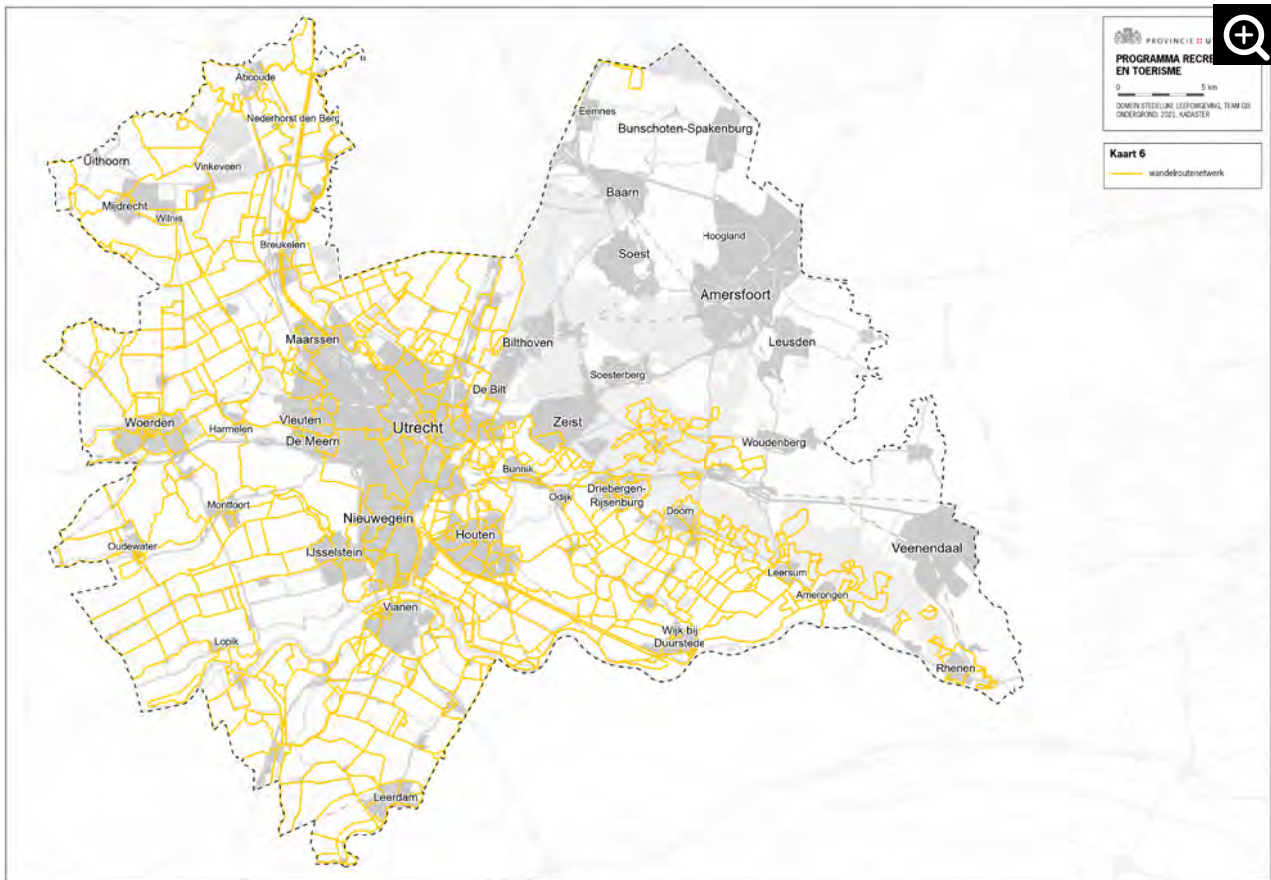 PROVINCIE U
PROGRAMMA RECRE
EN TOERISME
0 5 km
DOMEIN STEDELIJKE LEEFOMGEVING, TEAM GIS
ONDERGROND: 2021, KADASTER
Kaart 6
wandelroutenetwerk
Abcoude
Nederhorst den Berg
Eemnes
Bunschoten-Spakenburg
Uithoorn
Vinkeveen
Baarn
Mijdrecht
Wilnis
Hoogland
Breukelen
Soest
Amersfoort
Maarssen
Bilthoven
Leusden
Soesterberg
De Bilt
Woerden
Harmelen
Vleuten
Utrecht
Zeist
De Meern
Woudenberg
Bunnik
Driebergen-
Rijsenburg
Odijk
Montfoort
Doorn
Nieuwegein
Houten
Oudewater
IJsselstein
Veenendaal
Leersum
Amerongen
Vianen
Wijk bij
Duurstede
Lopik
Rhenen
Leerdam